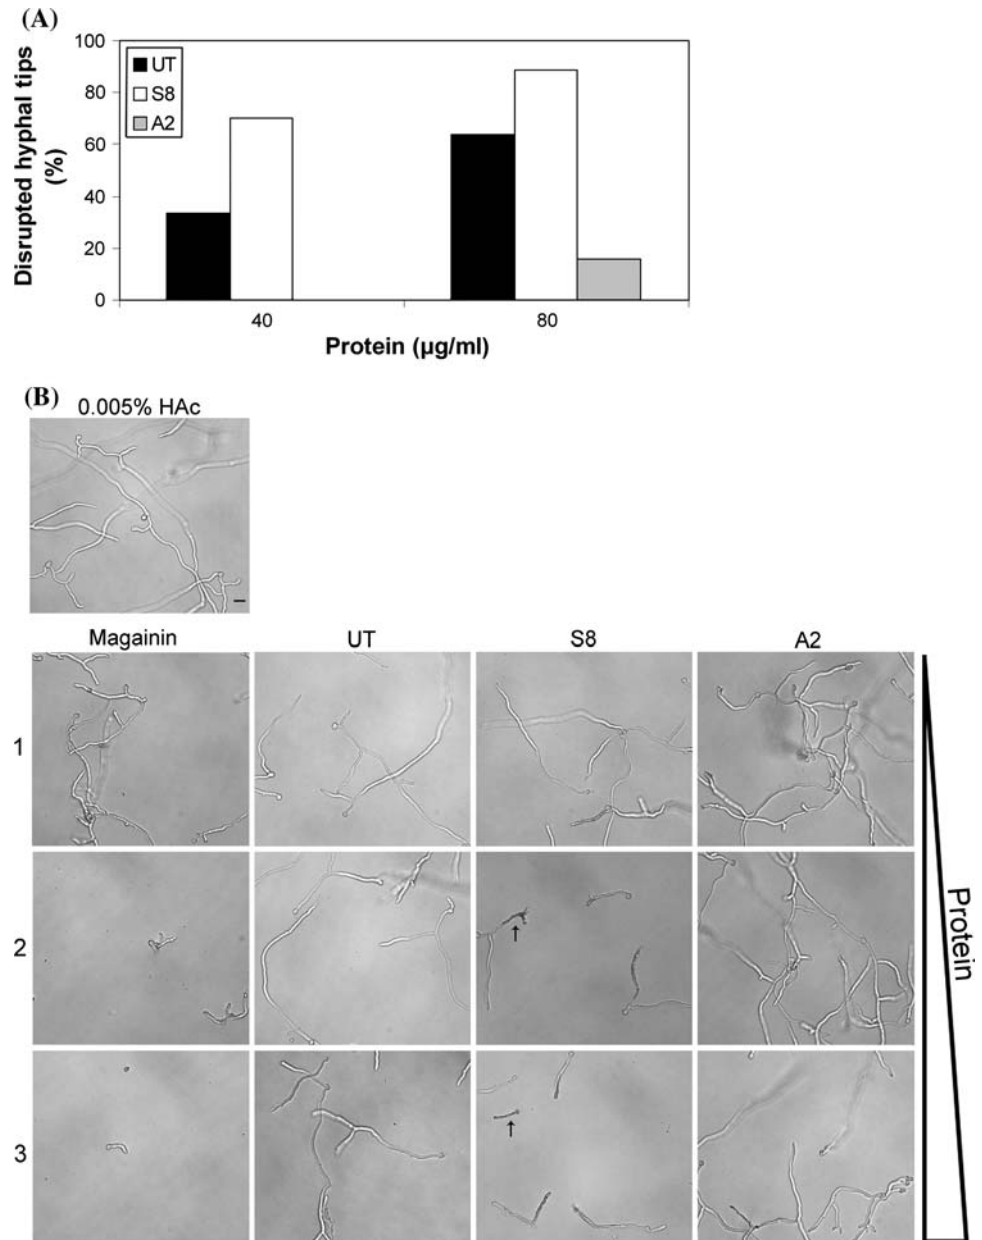 (A)
Disrupted hyphal tips
(%)
100
80
60
40
20
0
UT
S8
A2
40
80
Protein (µg/ml)
(B)
0.005% HAc
Magainin
UT
S8
A2
1
2
3
Protein